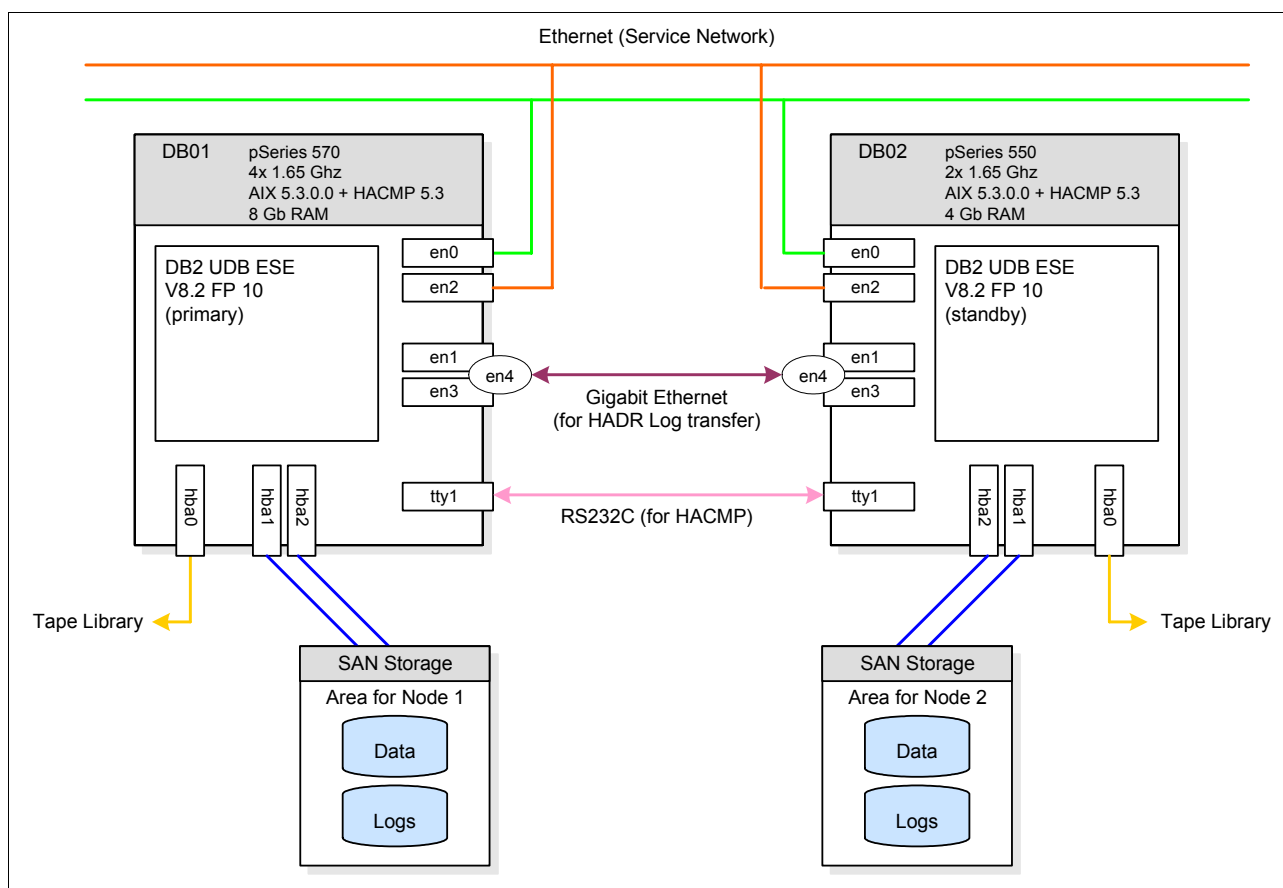 Ethernet (Service Network)
DB01
pSeries 570
4x 1.65 Ghz
AIX 5.3.0.0 + HACMP 5.3
8 Gb RAM
DB2 UDB ESE
V8.2 FP 10
(primary)
en0
en2
en1
en3
en4
tty1
hba0
hba1
hba2
Gigabit Ethernet
(for HADR Log transfer)
RS232C (for HACMP)
DB02
pSeries 550
2x 1.65 Ghz
AIX 5.3.0.0 + HACMP 5.3
4 Gb RAM
en0
en2
en4
en1
en3
tty1
DB2 UDB ESE
V8.2 FP 10
(standby)
hba2
hba1
hba0
Tape Library
Tape Library
SAN Storage
Area for Node 1
Data
Logs
SAN Storage
Area for Node 2
Data
Logs